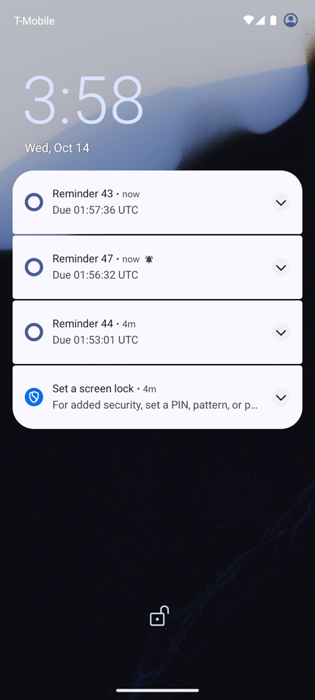 T-Mobile
3:58
Wed, Oct 14
Reminder 43 • now
Due 01:57:36 UTC
Reminder 47 • now
Due 01:56:32 UTC
Reminder 44 • 4m
Due 01:53:01 UTC
Set a screen lock • 4m
For added security, set a PIN, pattern, or p…